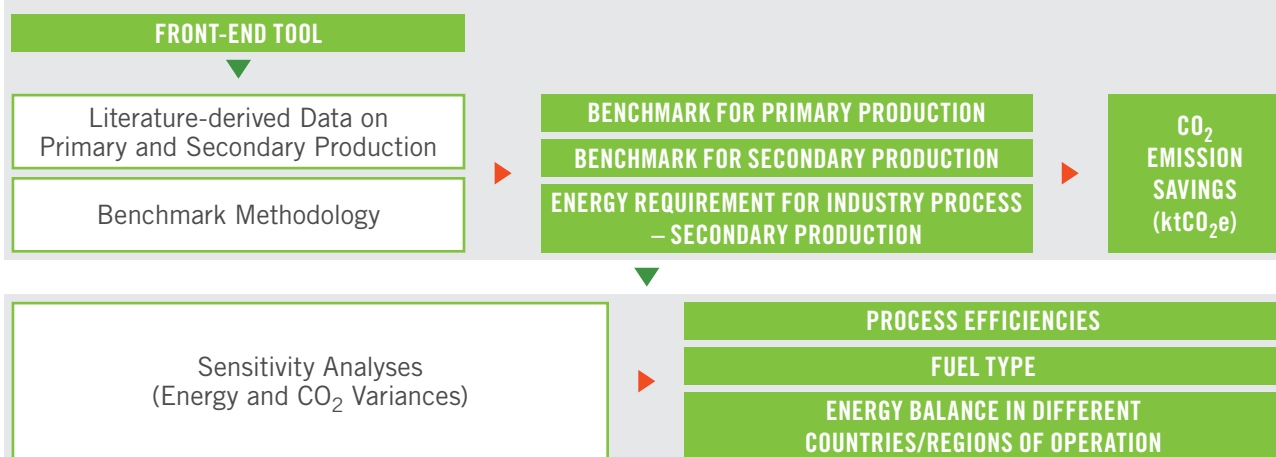 FRONT-END TOOL
Literature-derived Data on
Primary and Secondary Production
Benchmark Methodology
BENCHMARK FOR PRIMARY PRODUCTION
BENCHMARK FOR SECONDARY PRODUCTION
ENERGY REQUIREMENT FOR INDUSTRY PROCESS
– SECONDARY PRODUCTION
CO₂
EMISSION
SAVINGS
(ktCO₂e)
Sensitivity Analyses
(Energy and CO₂ Variances)
PROCESS EFFICIENCIES
FUEL TYPE
ENERGY BALANCE IN DIFFERENT
COUNTRIES/REGIONS OF OPERATION